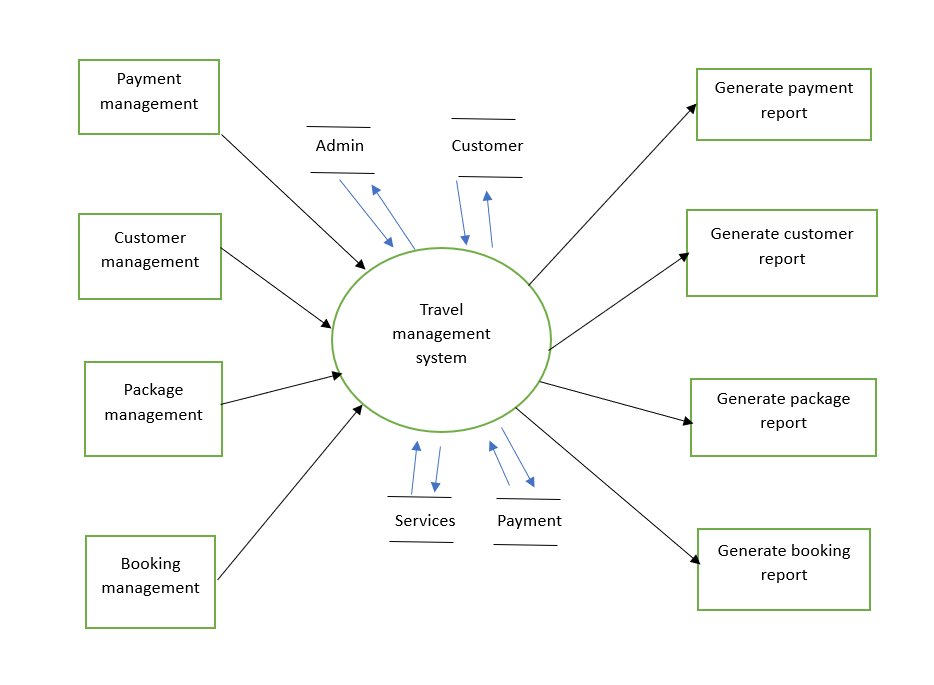 Payment
management
Generate payment
report
Admin
Customer
Customer
management
Generate customer
report
Travel
management
system
Package
management
Generate package
report
Services
Payment
Booking
management
Generate booking
report